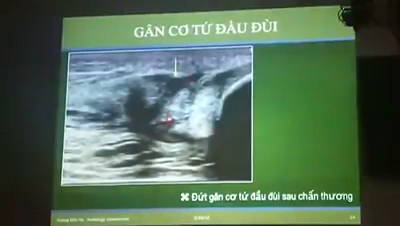 GÂN CƠ TỨ ĐẦU ĐÙI
⌘ Đứt gân cơ tứ đầu đùi sau chấn thương